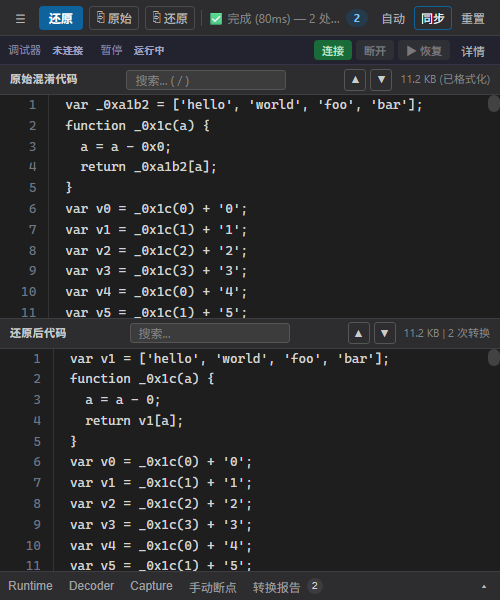 ☰ 还原 原始 还原 ✅ 完成 (80ms) — 2 处… 2 自动 同步 重置
调试器 未连接 暂停 运行中 连接 断开 ▶ 恢复 详情
原始混淆代码 搜索... ( / ) ▲ ▼ 11.2 KB (已格式化)
1 var _0xa1b2 = ['hello', 'world', 'foo', 'bar'];
2 function _0x1c(a) {
3 a = a - 0x0;
4 return _0xa1b2[a];
5 }
6 var v0 = _0x1c(0) + '0';
7 var v1 = _0x1c(1) + '1';
8 var v2 = _0x1c(2) + '2';
9 var v3 = _0x1c(3) + '3';
10 var v4 = _0x1c(0) + '4';
11 var v5 = _0x1c(1) + '5';
还原后代码 搜索... ▲ ▼ 11.2 KB | 2 次转换
1 var v1 = ['hello', 'world', 'foo', 'bar'];
2 function _0x1c(a) {
3 a = a - 0;
4 return v1[a];
5 }
6 var v0 = _0x1c(0) + '0';
7 var v1 = _0x1c(1) + '1';
8 var v2 = _0x1c(2) + '2';
9 var v3 = _0x1c(3) + '3';
10 var v4 = _0x1c(0) + '4';
11 var v5 = _0x1c(1) + '5';
Runtime Decoder Capture 手动断点 转换报告 2 ▲